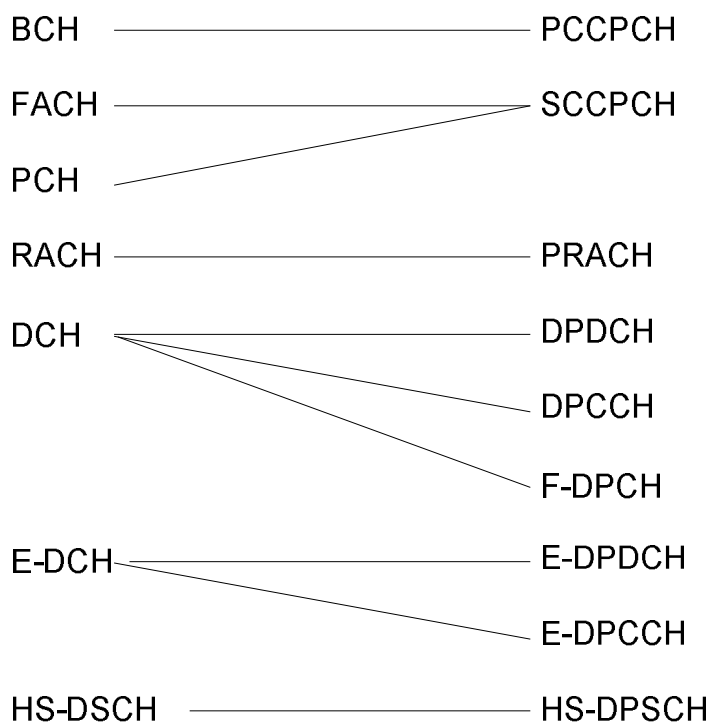 BCH PCCPCH
FACH SCCPCH
PCH
RACH PRACH
DCH DPDCH
DPCCH
F-DPCH
E-DCH E-DPDCH
E-DPCCH
HS-DSCH HS-DPSCH